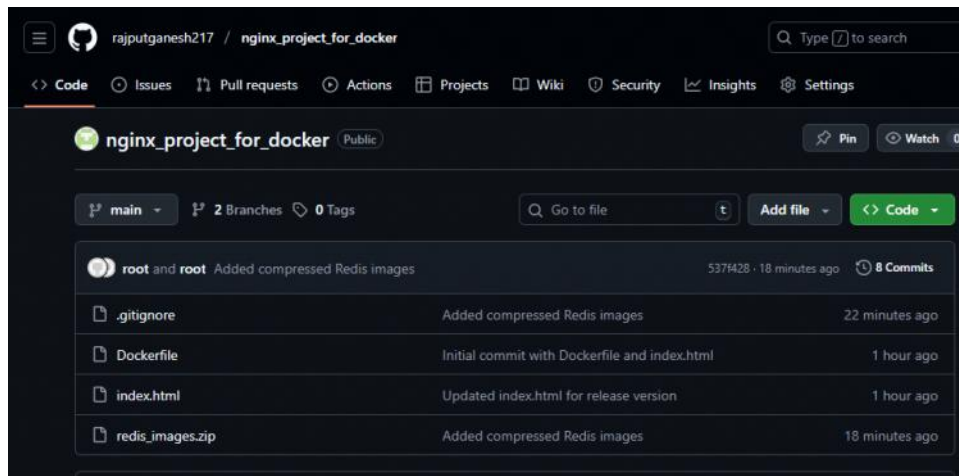 rajputganesh217 / nginx_project_for_docker Type / to search
Code Issues Pull requests Actions Projects Wiki Security Insights Settings
nginx_project_for_docker Public Pin Watch 0
main 2 Branches 0 Tags Go to file t Add file Code
root and root Added compressed Redis images 537f428 · 18 minutes ago 8 Commits
.gitignore Added compressed Redis images 22 minutes ago
Dockerfile Initial commit with Dockerfile and index.html 1 hour ago
index.html Updated index.html for release version 1 hour ago
redis_images.zip Added compressed Redis images 18 minutes ago